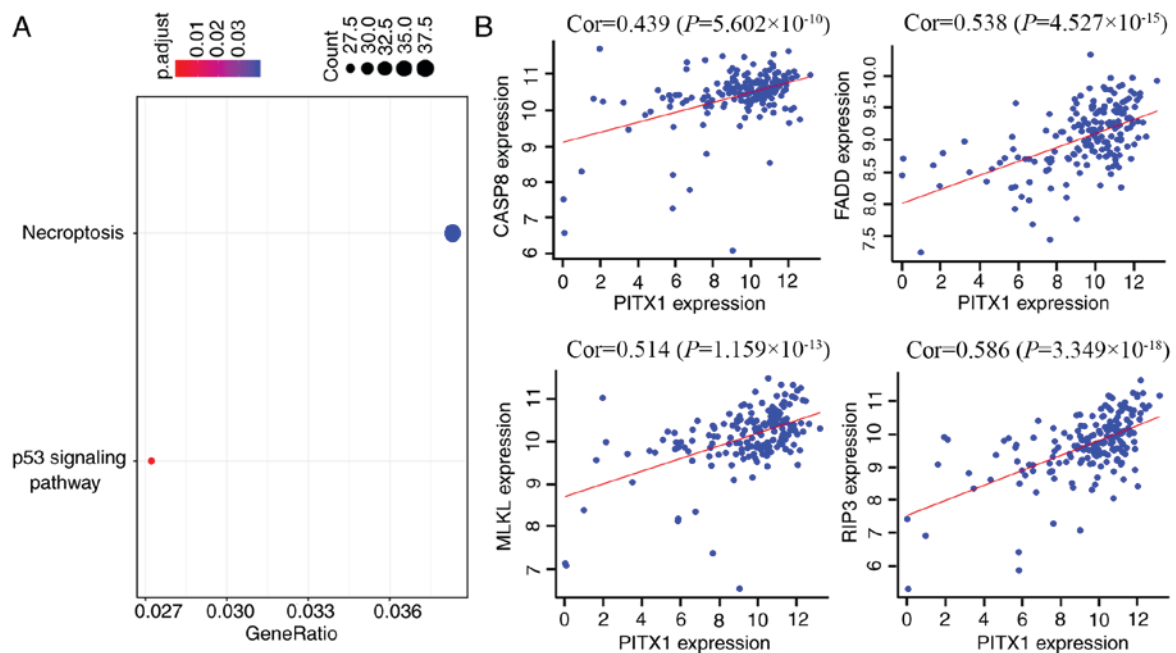 A
p.adjust
0.01
0.02
0.03
Count
27.5
30.0
32.5
35.0
37.5
Necroptosis
p53 signaling
pathway
0.027 0.030 0.033 0.036
GeneRatio
B
Cor=0.439 (P=5.602×10⁻¹⁰)
CASP8 expression
11
10
9
8
7
6
0 2 4 6 8 10 12
PITX1 expression
Cor=0.538 (P=4.527×10⁻¹⁵)
FADD expression
10.0
9.5
9.0
8.5
8.0
7.5
0 2 4 6 8 10 12
PITX1 expression
Cor=0.514 (P=1.159×10⁻¹³)
MLKL expression
11
10
9
8
7
0 2 4 6 8 10 12
PITX1 expression
Cor=0.586 (P=3.349×10⁻¹⁸)
RIP3 expression
11
10
9
8
7
6
0 2 4 6 8 10 12
PITX1 expression